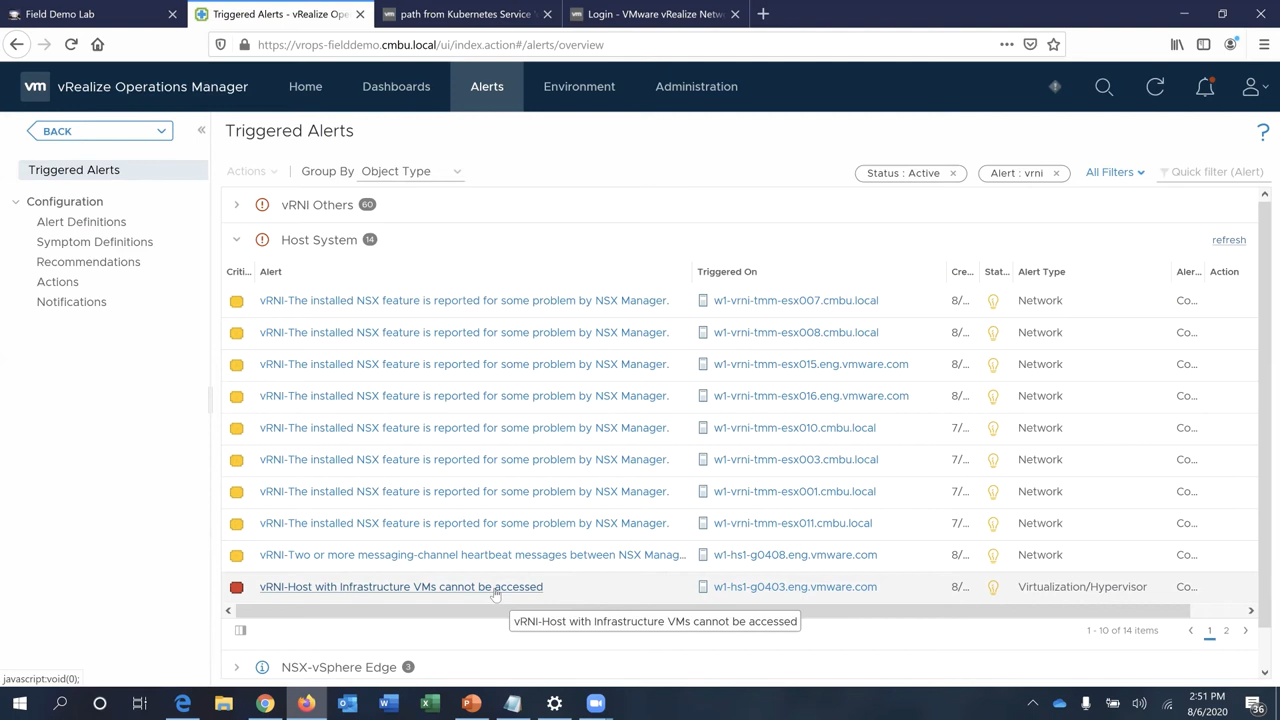 Field Demo Lab
Triggered Alerts - vRealize Ope
path from Kubernetes Service
Login - VMware vRealize Netw
https://vrops-fielddemo.cmbu.local/ui/index.action#/alerts/overview
vm vRealize Operations Manager
Home
Dashboards
Alerts
Environment
Administration
BACK
Triggered Alerts
Configuration
Alert Definitions
Symptom Definitions
Recommendations
Actions
Notifications
Triggered Alerts
?
Actions
Group By Object Type
Status : Active
Alert : vrni
All Filters
Quick filter (Alert)
vRNI Others 60
Host System 14
refresh
Criti... Alert Triggered On Cre... Stat... Alert Type Aler... Action
vRNI-The installed NSX feature is reported for some problem by NSX Manager. w1-vrni-tmm-esx007.cmbu.local 8/... Network Co...
vRNI-The installed NSX feature is reported for some problem by NSX Manager. w1-vrni-tmm-esx008.cmbu.local 8/... Network Co...
vRNI-The installed NSX feature is reported for some problem by NSX Manager. w1-vrni-tmm-esx015.eng.vmware.com 8/... Network Co...
vRNI-The installed NSX feature is reported for some problem by NSX Manager. w1-vrni-tmm-esx016.eng.vmware.com 8/... Network Co...
vRNI-The installed NSX feature is reported for some problem by NSX Manager. w1-vrni-tmm-esx010.cmbu.local 7/... Network Co...
vRNI-The installed NSX feature is reported for some problem by NSX Manager. w1-vrni-tmm-esx003.cmbu.local 7/... Network Co...
vRNI-The installed NSX feature is reported for some problem by NSX Manager. w1-vrni-tmm-esx001.cmbu.local 7/... Network Co...
vRNI-The installed NSX feature is reported for some problem by NSX Manager. w1-vrni-tmm-esx011.cmbu.local 7/... Network Co...
vRNI-Two or more messaging-channel heartbeat messages between NSX Manag... w1-hs1-g0408.eng.vmware.com 8/... Network Co...
vRNI-Host with Infrastructure VMs cannot be accessed w1-hs1-g0403.eng.vmware.com 8/... Virtualization/Hypervisor Co...
vRNI-Host with Infrastructure VMs cannot be accessed
1 - 10 of 14 items
1 2
NSX-vSphere Edge 3
javascript:void(0);
2:51 PM
8/6/2020
36